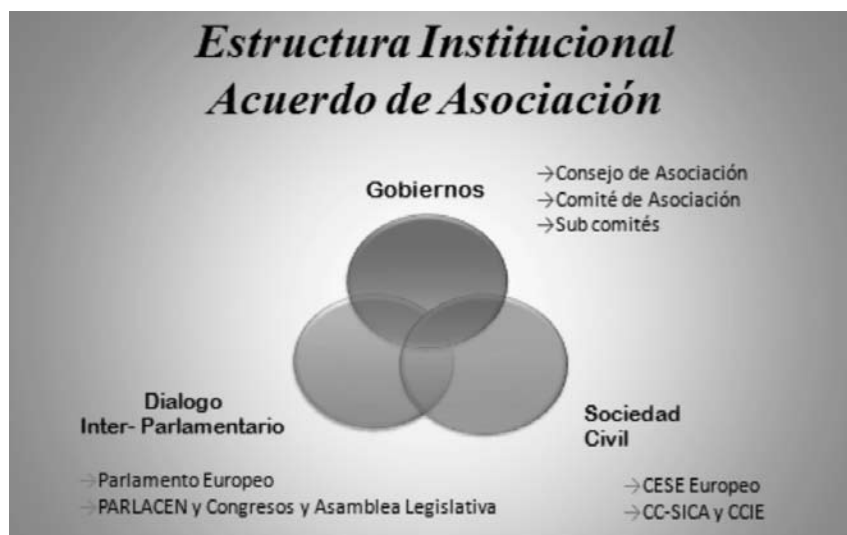 Estructura Institucional
Acuerdo de Asociación
Gobiernos
→Consejo de Asociación
→Comité de Asociación
→Sub comités
Dialogo
Inter- Parlamentario
→Parlamento Europeo
→PARLACEN y Congresos y Asamblea Legislativa
Sociedad
Civil
→CESE Europeo
→CC-SICA y CCIE